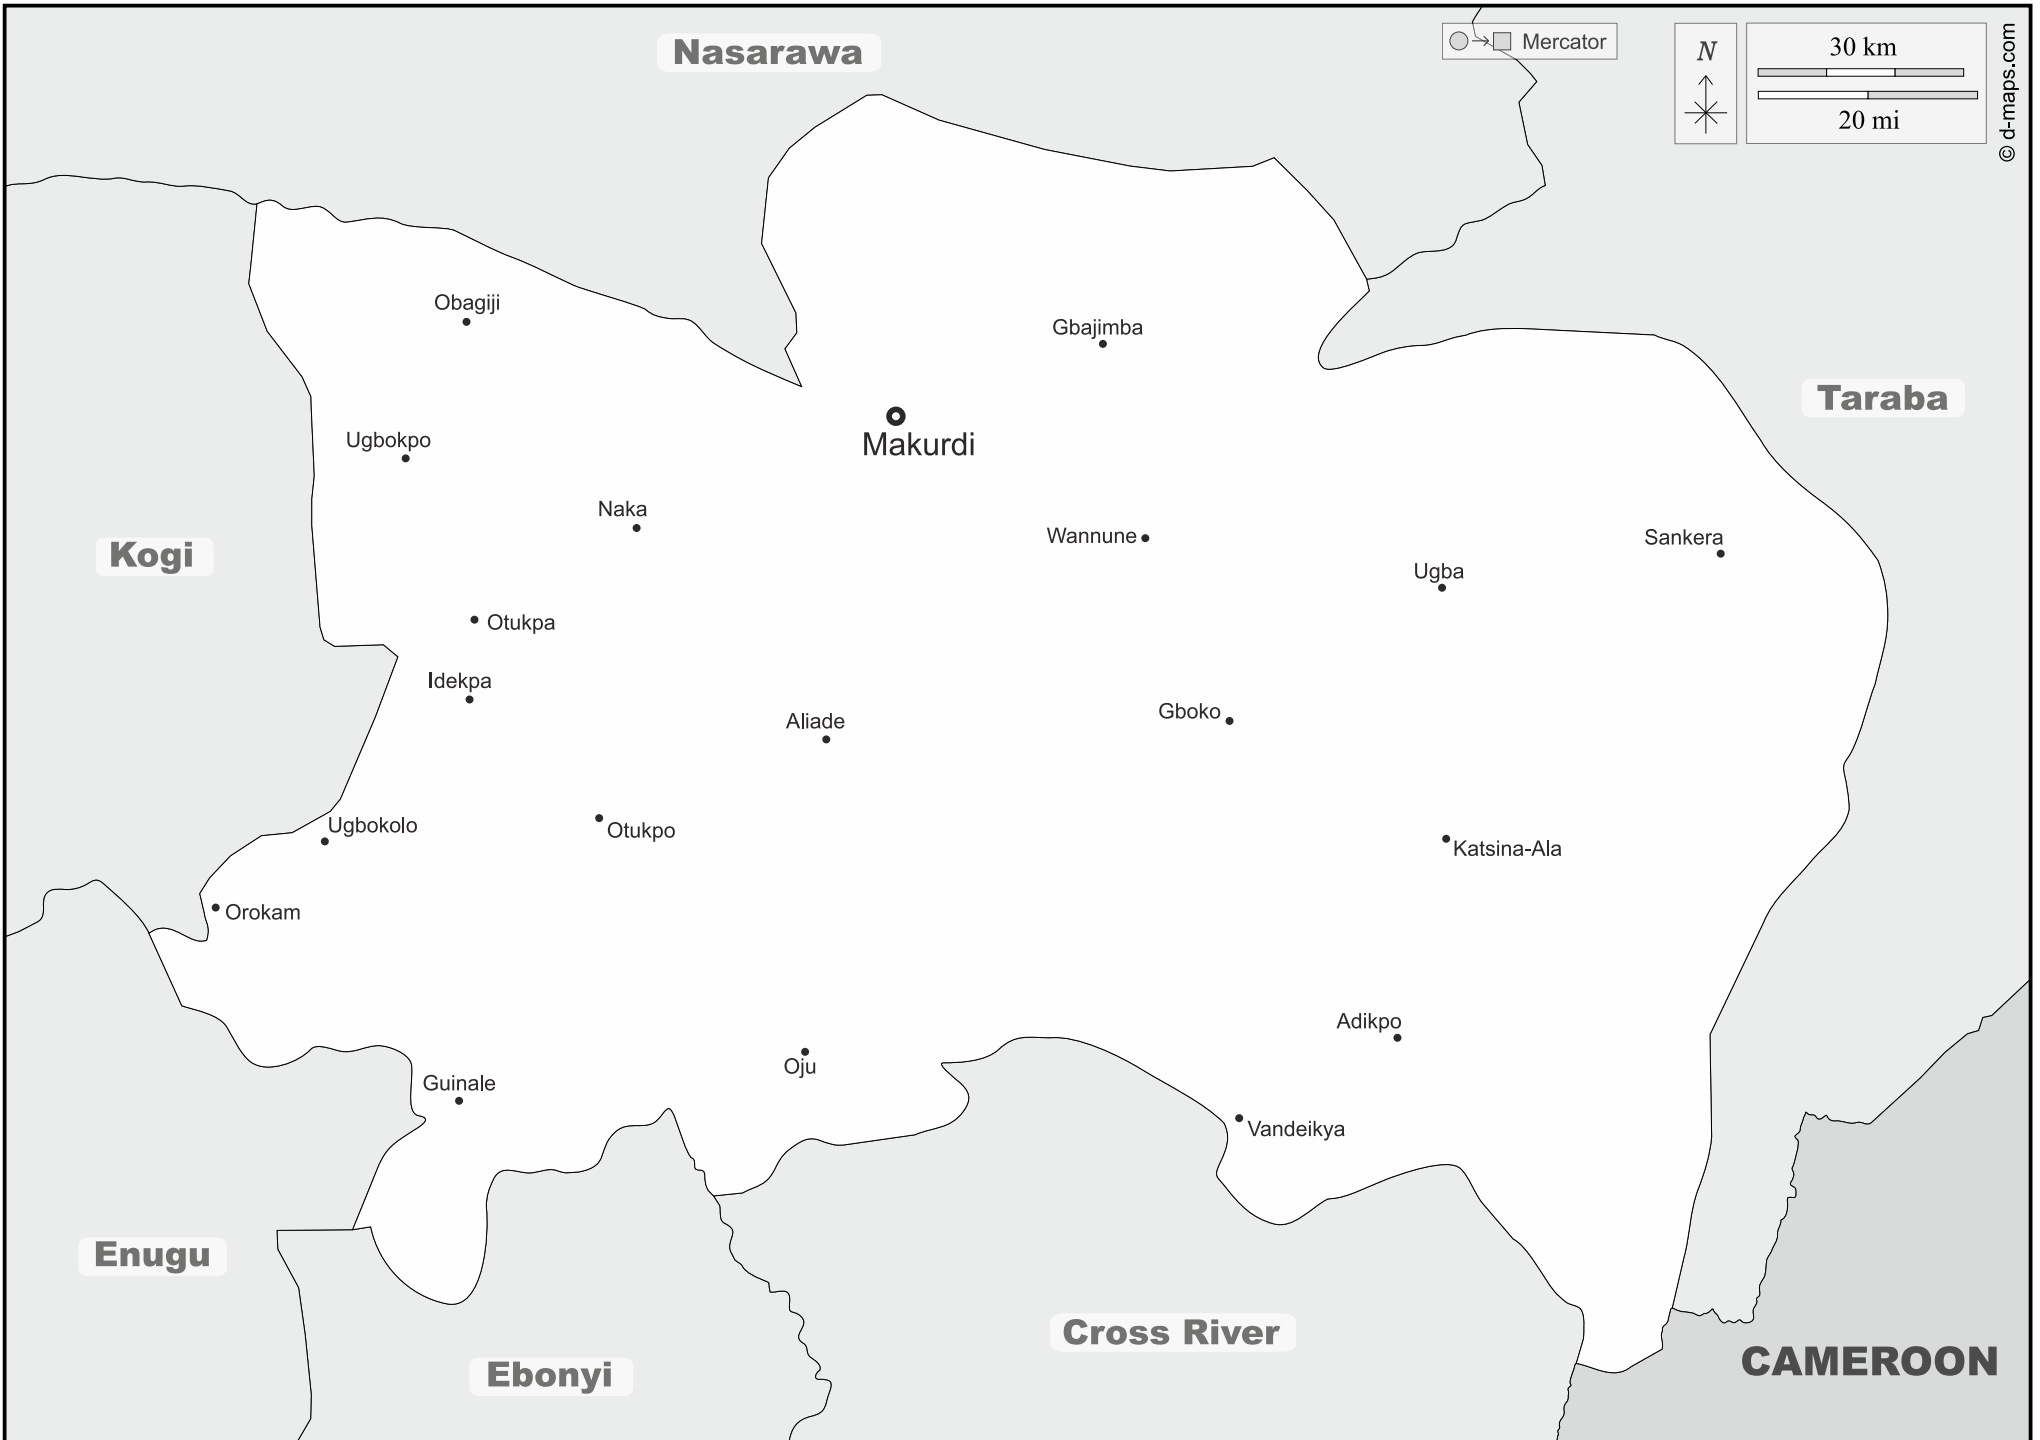 Nasarawa
Mercator
N
30 km
20 mi
© d-maps.com
Obagiji
Gbajimba
Taraba
Makurdi
Ugbokpo
Naka
Wannune
Sankera
Kogi
Ugba
Otukpa
Idekpa
Aliade
Gboko
Ugbokolo
Otukpo
Katsina-Ala
Orokam
Adikpo
Oju
Guinale
Vandeikya
Enugu
Cross River
Ebonyi
CAMEROON